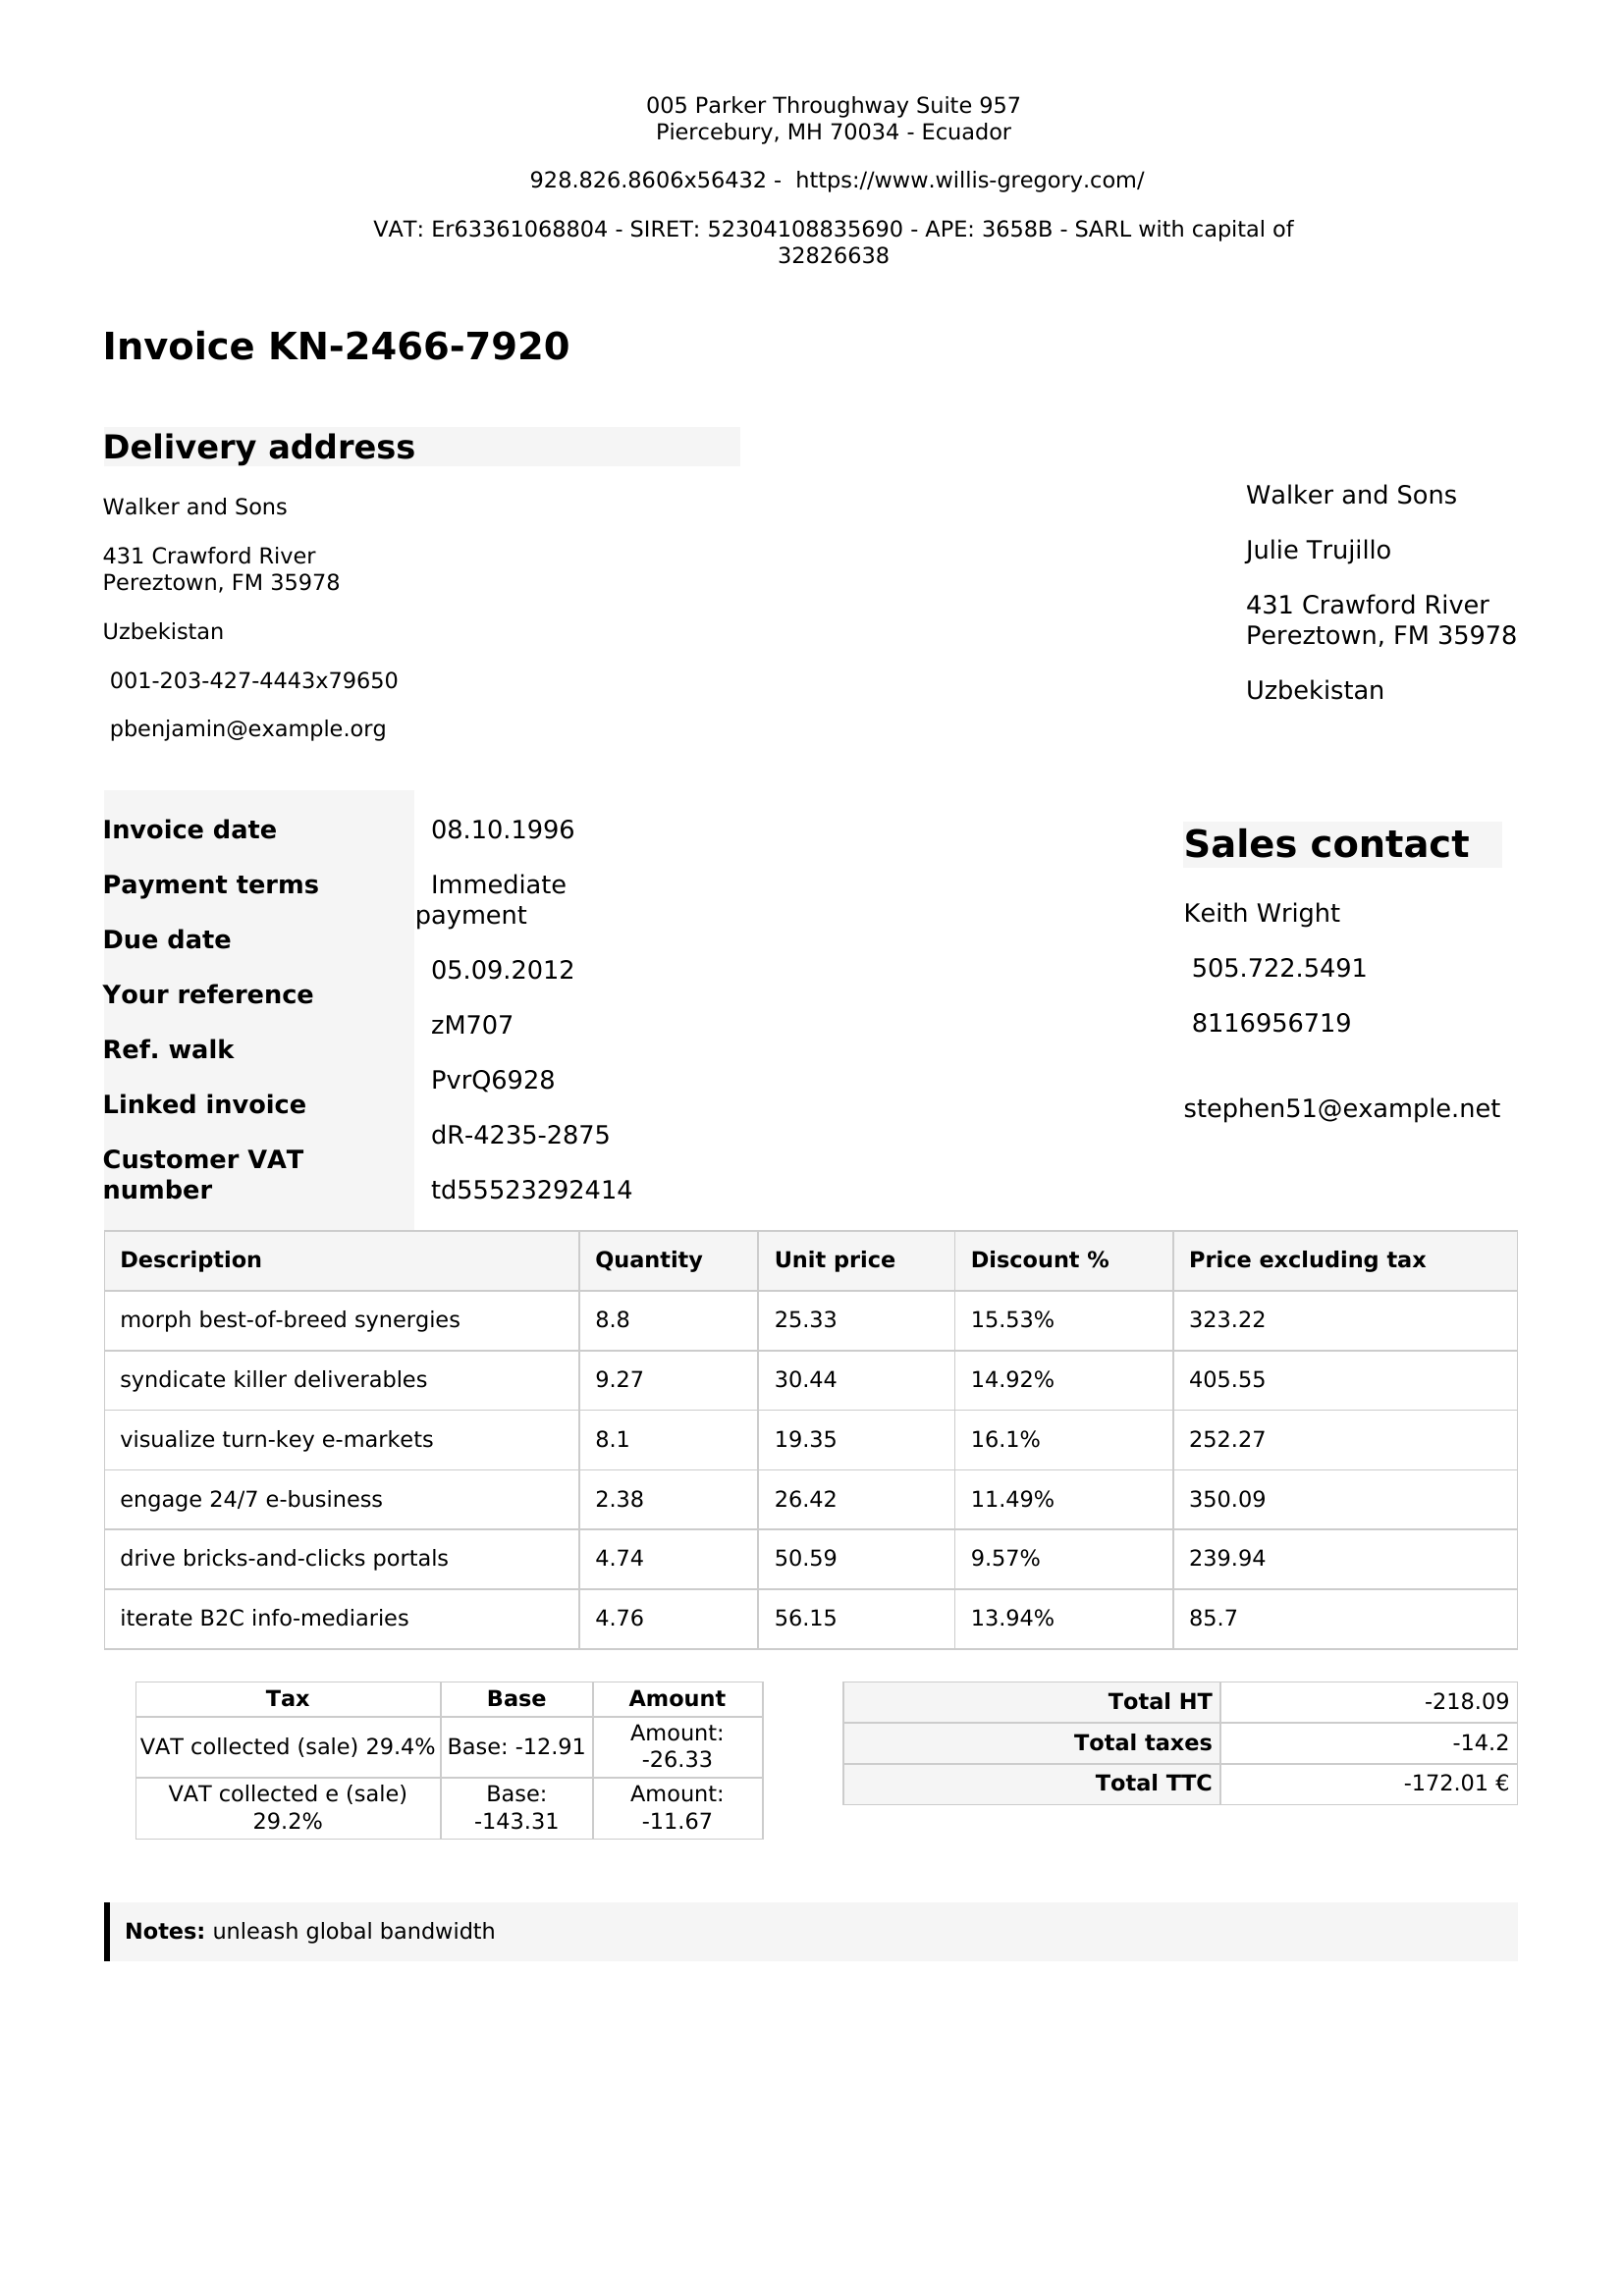 005 Parker Throughway Suite 957
Piercebury, MH 70034 - Ecuador
928.826.8606x56432 - https://www.willis-gregory.com/
VAT: Er63361068804 - SIRET: 52304108835690 - APE: 3658B - SARL with capital of
32826638
Invoice KN-2466-7920
Delivery address
Walker and Sons
431 Crawford River
Pereztown, FM 35978
Uzbekistan
001-203-427-4443x79650
pbenjamin@example.org
Walker and Sons
Julie Trujillo
431 Crawford River
Pereztown, FM 35978
Uzbekistan
Invoice date
Payment terms
Due date
Your reference
Ref. walk
Linked invoice
Customer VAT
number
08.10.1996
Immediate
payment
05.09.2012
zM707
PvrQ6928
dR-4235-2875
td55523292414
Sales contact
Keith Wright
505.722.5491
8116956719
stephen51@example.net
Description Quantity Unit price Discount % Price excluding tax
morph best-of-breed synergies 8.8 25.33 15.53% 323.22
syndicate killer deliverables 9.27 30.44 14.92% 405.55
visualize turn-key e-markets 8.1 19.35 16.1% 252.27
engage 24/7 e-business 2.38 26.42 11.49% 350.09
drive bricks-and-clicks portals 4.74 50.59 9.57% 239.94
iterate B2C info-mediaries 4.76 56.15 13.94% 85.7
Tax Base Amount
VAT collected (sale) 29.4% Base: -12.91 Amount:
-26.33
VAT collected e (sale) Base: Amount:
29.2% -143.31 -11.67
Total HT -218.09
Total taxes -14.2
Total TTC -172.01 €
Notes: unleash global bandwidth